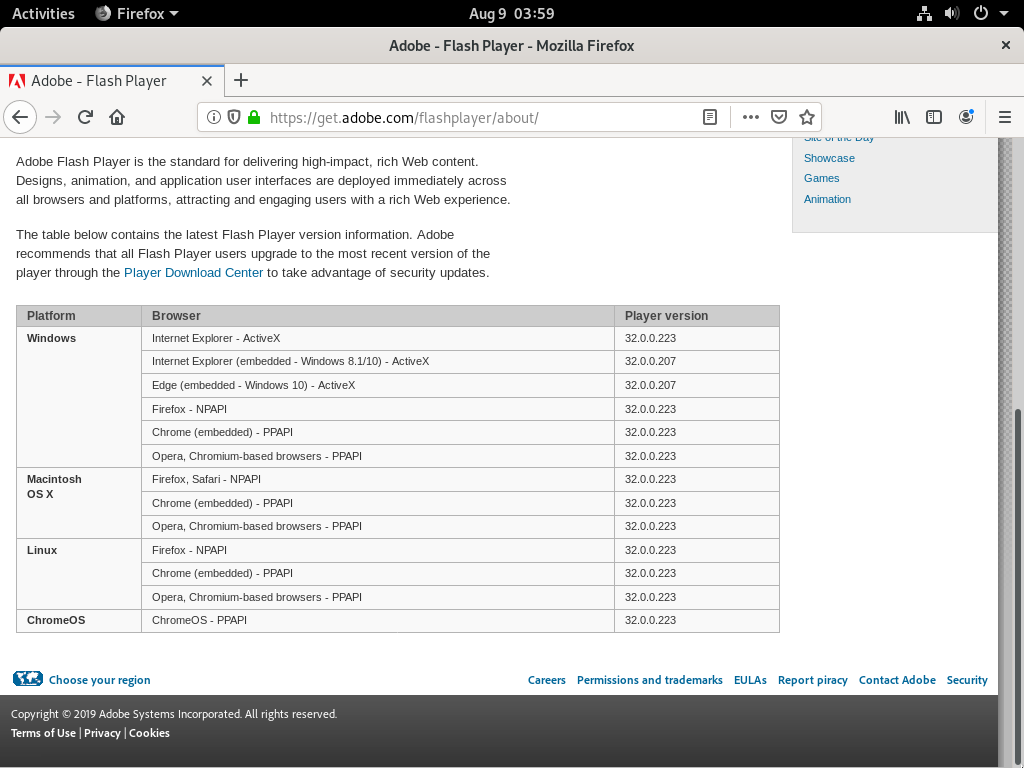 Activities Firefox Aug 9 03:59
Adobe - Flash Player - Mozilla Firefox
Adobe - Flash Player
https://get.adobe.com/flashplayer/about/
Site of the Day
Showcase
Games
Animation
Adobe Flash Player is the standard for delivering high-impact, rich Web content.
Designs, animation, and application user interfaces are deployed immediately across
all browsers and platforms, attracting and engaging users with a rich Web experience.
The table below contains the latest Flash Player version information. Adobe
recommends that all Flash Player users upgrade to the most recent version of the
player through the Player Download Center to take advantage of security updates.
Platform Browser Player version
Windows Internet Explorer - ActiveX 32.0.0.223
Internet Explorer (embedded - Windows 8.1/10) - ActiveX 32.0.0.207
Edge (embedded - Windows 10) - ActiveX 32.0.0.207
Firefox - NPAPI 32.0.0.223
Chrome (embedded) - PPAPI 32.0.0.223
Opera, Chromium-based browsers - PPAPI 32.0.0.223
Macintosh Firefox, Safari - NPAPI 32.0.0.223
OS X
Chrome (embedded) - PPAPI 32.0.0.223
Opera, Chromium-based browsers - PPAPI 32.0.0.223
Linux Firefox - NPAPI 32.0.0.223
Chrome (embedded) - PPAPI 32.0.0.223
Opera, Chromium-based browsers - PPAPI 32.0.0.223
ChromeOS ChromeOS - PPAPI 32.0.0.223
Choose your region Careers Permissions and trademarks EULAs Report piracy Contact Adobe Security
Copyright © 2019 Adobe Systems Incorporated. All rights reserved.
Terms of Use | Privacy | Cookies